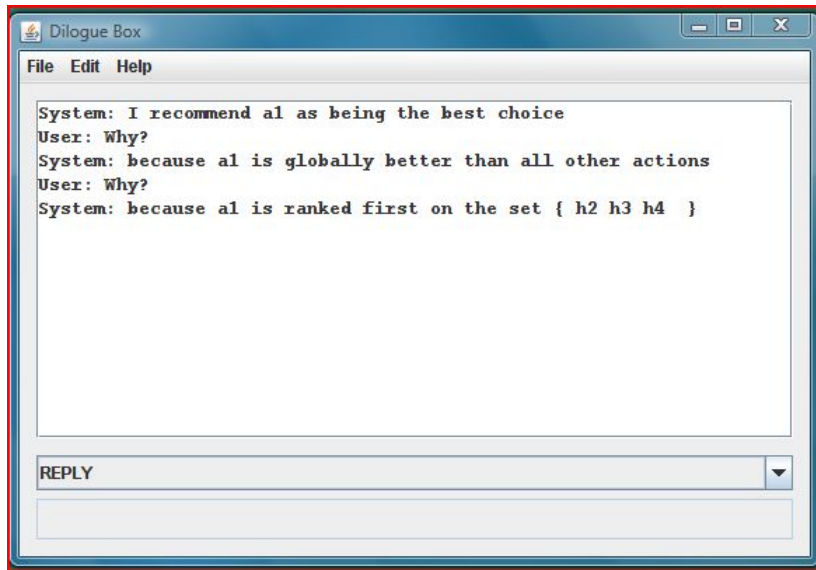 Dilogue Box
File Edit Help
System: I recommend a1 as being the best choice
User: Why?
System: because a1 is globally better than all other actions
User: Why?
System: because a1 is ranked first on the set { h2 h3 h4 }
REPLY